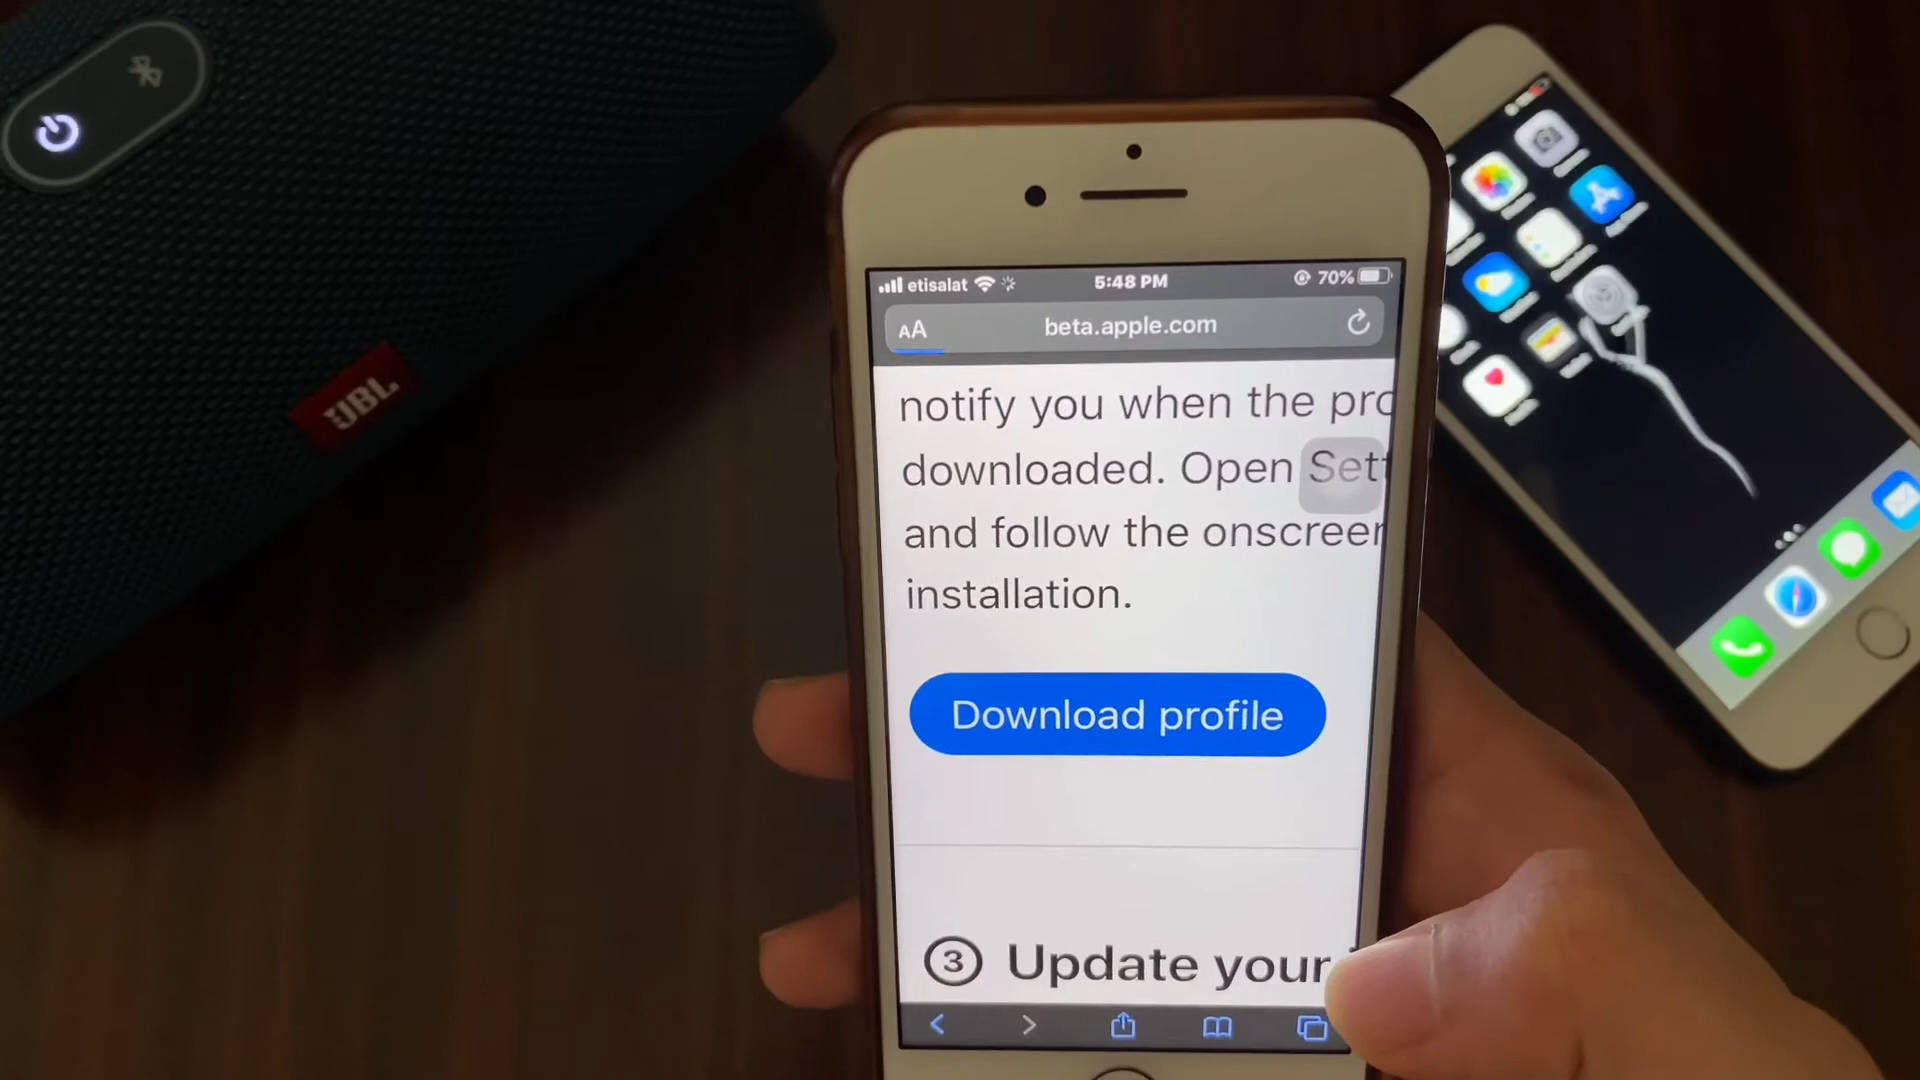 JBL
etisalat 5:48 PM 70%
AA beta.apple.com
notify you when the pro
downloaded. Open Sett
and follow the onscreen
installation.
Download profile
3 Update your